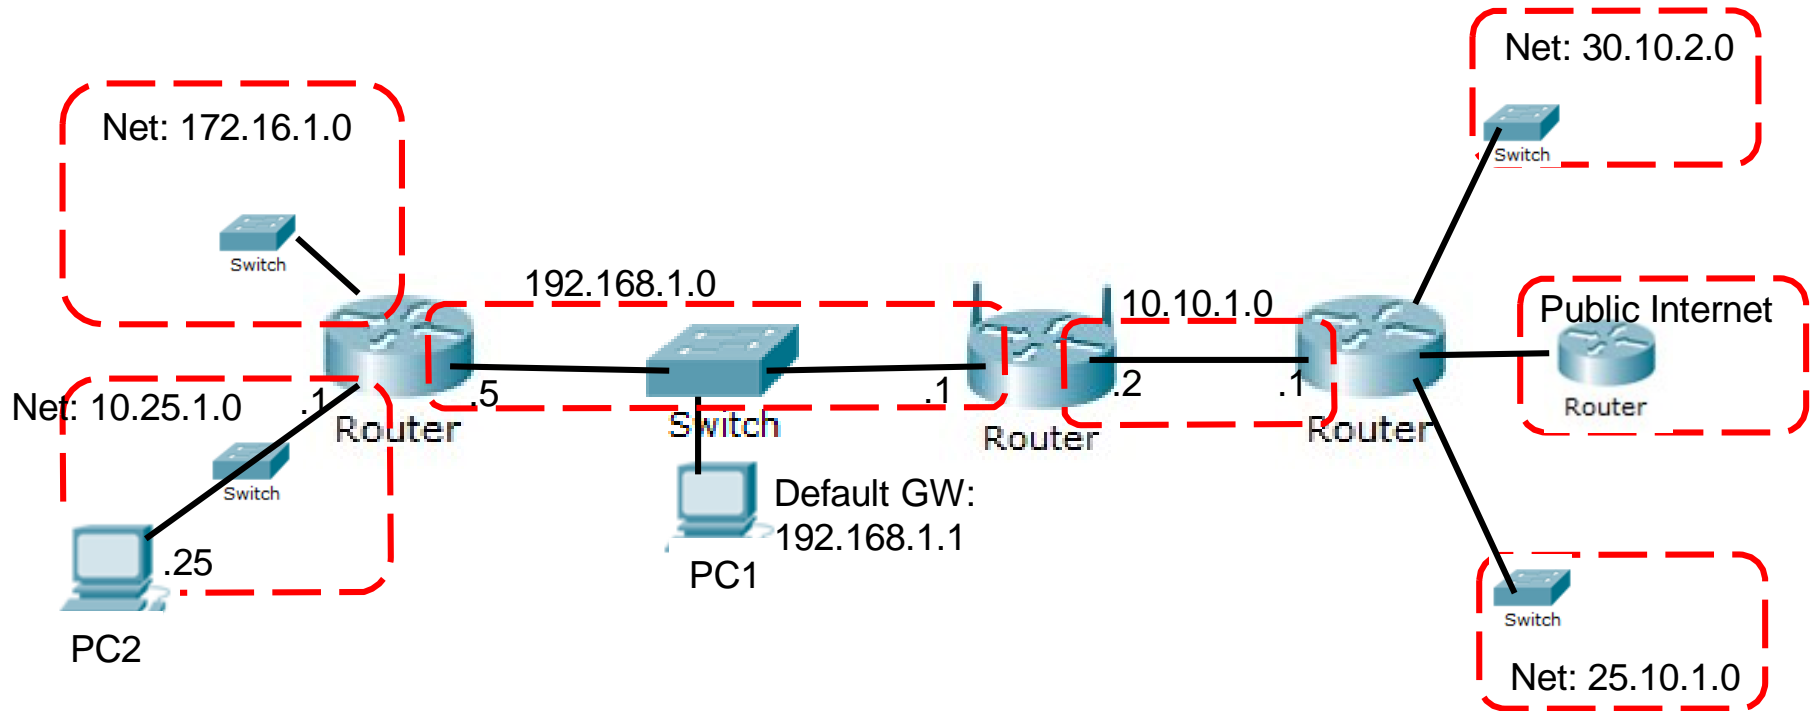 Net: 30.10.2.0
Switch
Net: 172.16.1.0
Switch
192.168.1.0
10.10.1.0
Public Internet
Router
Net: 10.25.1.0
.1
.5
.1
.2
.1
Router
Switch
Router
Router
Switch
Default GW:
192.168.1.1
.25
PC1
PC2
Switch
Net: 25.10.1.0